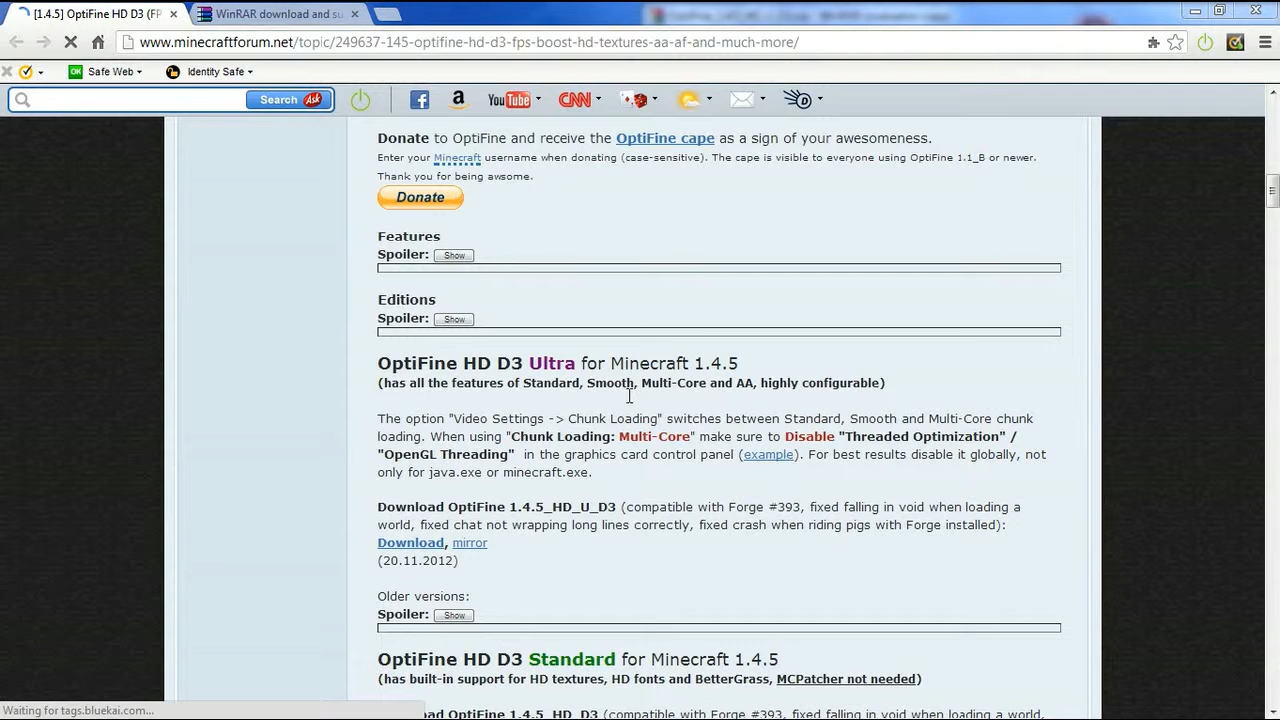 [1.4.5] OptiFine HD D3 (FP
WinRAR download and su
www.minecraftforum.net/topic/249637-145-optifine-hd-d3-fps-boost-hd-textures-aa-af-and-much-more/
OK Safe Web
Identity Safe
Search Ask
You Tube
CNN
Donate to OptiFine and receive the OptiFine cape as a sign of your awesomeness.
Enter your Minecraft username when donating (case-sensitive). The cape is visible to everyone using OptiFine 1.1_B or newer.
Thank you for being awsome.
Donate
Features
Spoiler: Show
Editions
Spoiler: Show
OptiFine HD D3 Ultra for Minecraft 1.4.5
(has all the features of Standard, Smooth, Multi-Core and AA, highly configurable)
The option "Video Settings -> Chunk Loading" switches between Standard, Smooth and Multi-Core chunk
loading. When using "Chunk Loading: Multi-Core" make sure to Disable "Threaded Optimization" /
"OpenGL Threading" in the graphics card control panel (example). For best results disable it globally, not
only for java.exe or minecraft.exe.
Download OptiFine 1.4.5_HD_U_D3 (compatible with Forge #393, fixed falling in void when loading a
world, fixed chat not wrapping long lines correctly, fixed crash when riding pigs with Forge installed):
Download, mirror
(20.11.2012)
Older versions:
Spoiler: Show
OptiFine HD D3 Standard for Minecraft 1.4.5
(has built-in support for HD textures, HD fonts and BetterGrass, MCPatcher not needed)
oad OptiFine 1.4.5_HD_D3 (compatible with Forge #393, fixed falling in void when loading a world,
Waiting for tags.bluekai.com...